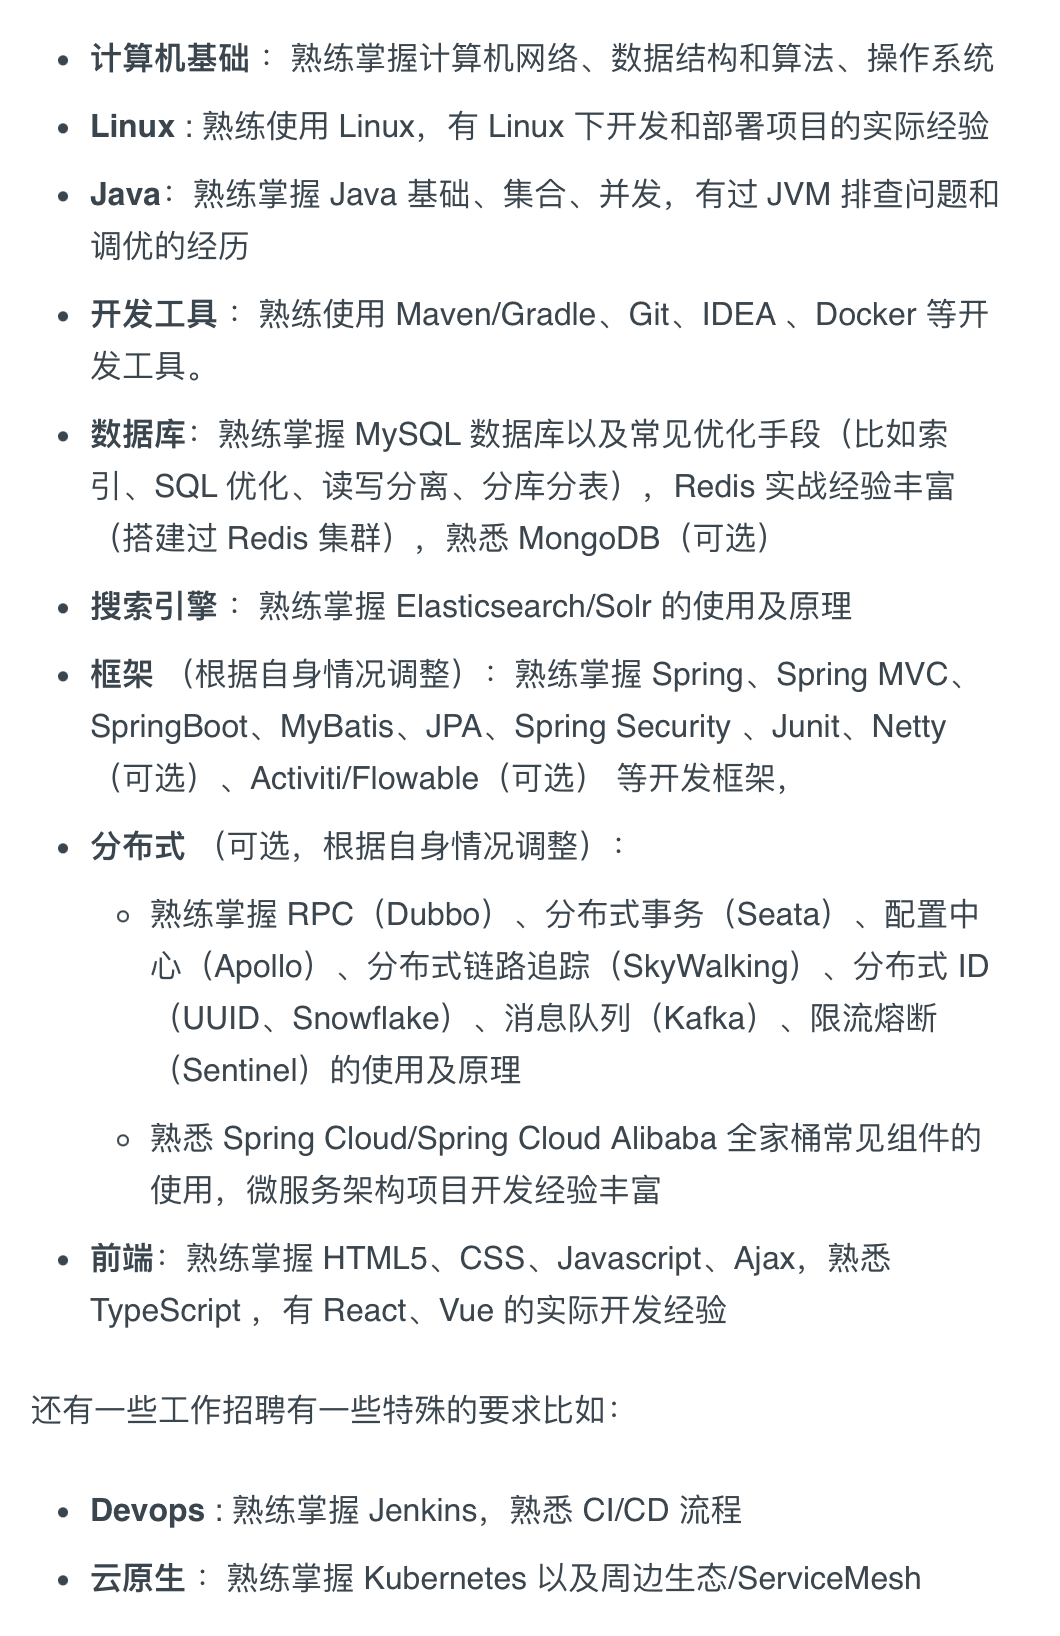 计算机基础 ：熟练掌握计算机网络、数据结构和算法、操作系统
Linux : 熟练使用 Linux，有 Linux 下开发和部署项目的实际经验
Java：熟练掌握 Java 基础、集合、并发，有过 JVM 排查问题和
调优的经历
开发工具 ：熟练使用 Maven/Gradle、Git、IDEA 、Docker 等开
发工具。
数据库：熟练掌握 MySQL 数据库以及常见优化手段（比如索
引、SQL 优化、读写分离、分库分表），Redis 实战经验丰富
（搭建过 Redis 集群），熟悉 MongoDB（可选）
搜索引擎 ：熟练掌握 Elasticsearch/Solr 的使用及原理
框架 （根据自身情况调整）：熟练掌握 Spring、Spring MVC、
SpringBoot、MyBatis、JPA、Spring Security 、Junit、Netty
（可选）、Activiti/Flowable（可选） 等开发框架，
分布式 （可选，根据自身情况调整）：
熟练掌握 RPC（Dubbo）、分布式事务（Seata）、配置中
心（Apollo）、分布式链路追踪（SkyWalking）、分布式 ID
（UUID、Snowflake）、消息队列（Kafka）、限流熔断
（Sentinel）的使用及原理
熟悉 Spring Cloud/Spring Cloud Alibaba 全家桶常见组件的
使用，微服务架构项目开发经验丰富
前端：熟练掌握 HTML5、CSS、Javascript、Ajax，熟悉
TypeScript ，有 React、Vue 的实际开发经验
还有一些工作招聘有一些特殊的要求比如：
Devops : 熟练掌握 Jenkins，熟悉 CI/CD 流程
云原生 ：熟练掌握 Kubernetes 以及周边生态/ServiceMesh